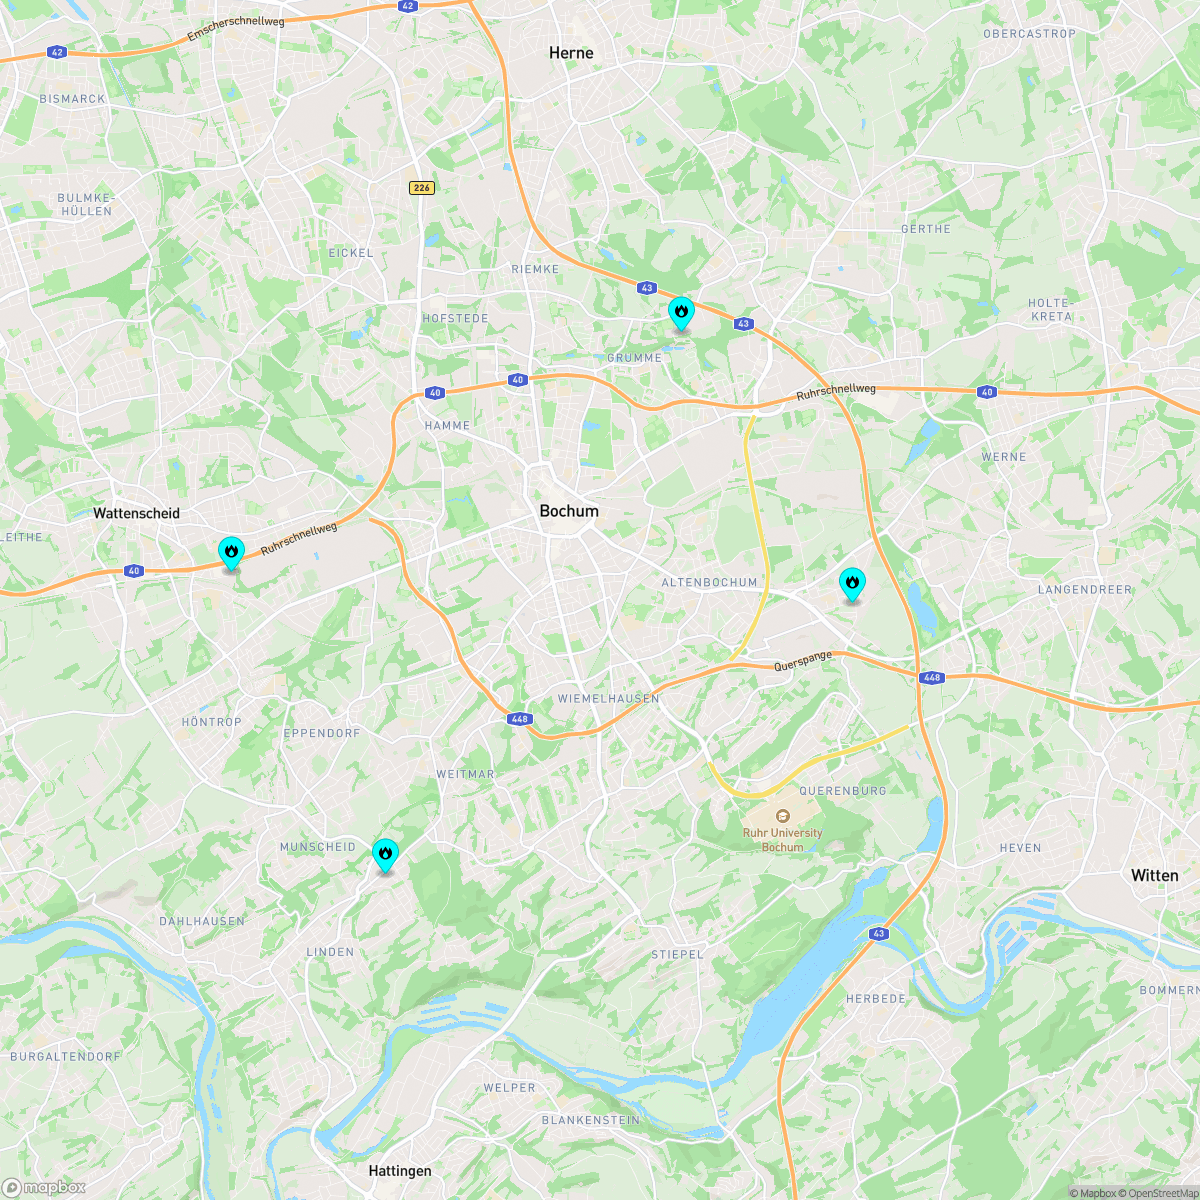 42
Emscherschnellweg
42
Herne
OBERCASTROP
BISMARCK
BULMKE-
HÜLLEN
226
EICKEL
GERTHE
RIEMKE
43
HOLTE-
KRETA
HOFSTEDE
43
GRUMME
40
40
Ruhrschnellweg
40
HAMME
WERNE
Wattenscheid
Bochum
LEITHE
Ruhrschnellweg
40
ALTENBOCHUM
LANGENDREER
Querspange
448
WIEMELHAUSEN
HÖNTROP
448
EPPENDORF
WEITMAR
QUERENBURG
Ruhr University
Bochum
MUNSCHEID
HEVEN
Witten
DAHLHAUSEN
43
LINDEN
STIEPEL
BOMMERN
HERBEDE
BURGALTENDORF
WELPER
BLANKENSTEIN
Hattingen
mapbox
© Mapbox © OpenStreetMap